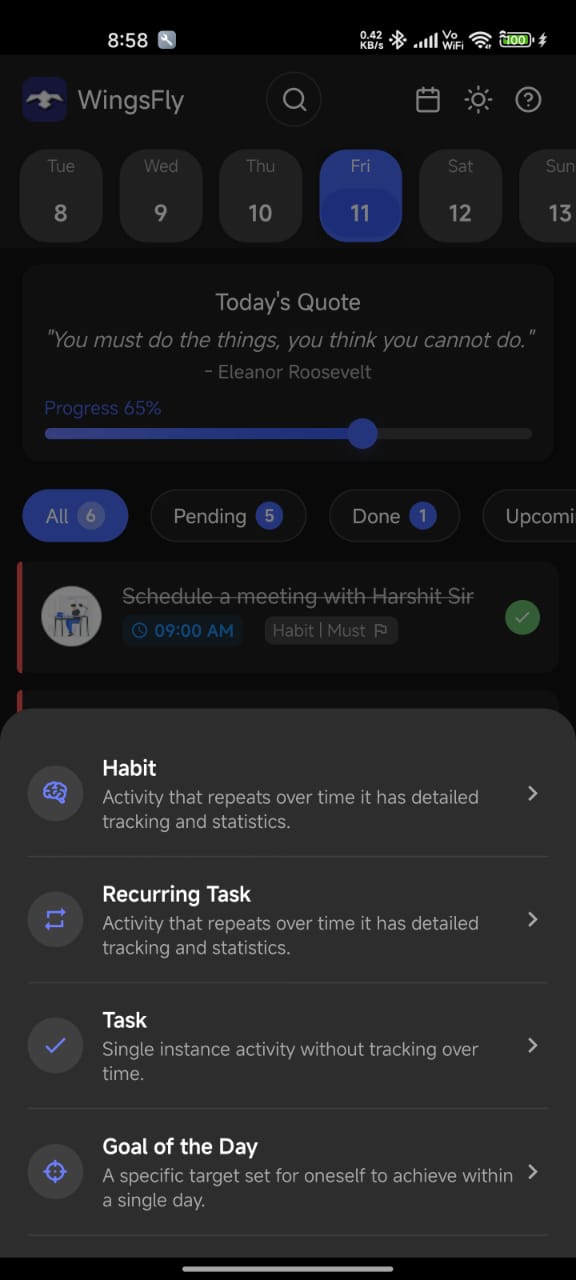 8:58
0.42 KB/s
Vo WiFi
100
WingsFly
Tue Wed Thu Fri Sat Sun
8 9 10 11 12 13
Today's Quote
"You must do the things, you think you cannot do."
- Eleanor Roosevelt
Progress 65%
All 6 Pending 5 Done 1 Upcomi
Schedule a meeting with Harshit Sir
09:00 AM Habit | Must
Habit
Activity that repeats over time it has detailed
tracking and statistics.
Recurring Task
Activity that repeats over time it has detailed
tracking and statistics.
Task
Single instance activity without tracking over
time.
Goal of the Day
A specific target set for oneself to achieve within
a single day.